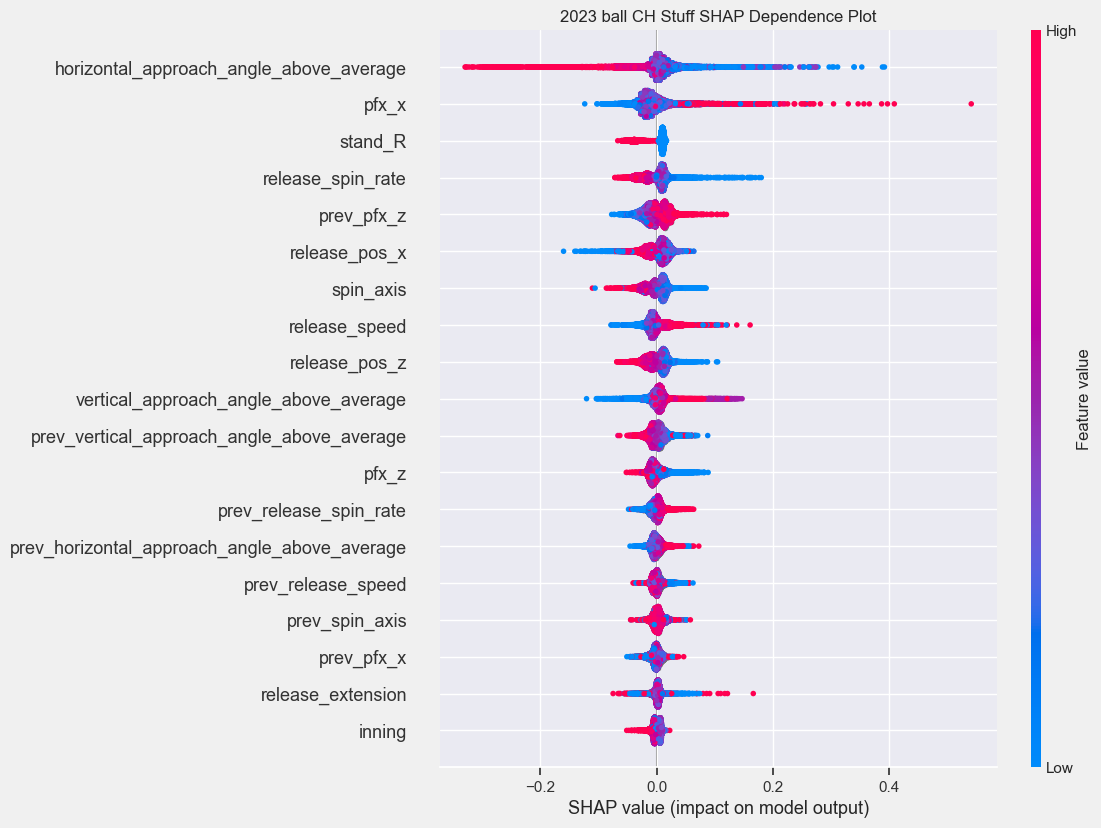 2023 ball CH Stuff SHAP Dependence Plot
High
horizontal_approach_angle_above_average
pfx_x
stand_R
release_spin_rate
prev_pfx_z
release_pos_x
spin_axis
release_speed
release_pos_z
vertical_approach_angle_above_average
prev_vertical_approach_angle_above_average
pfx_z
prev_release_spin_rate
prev_horizontal_approach_angle_above_average
prev_release_speed
prev_spin_axis
prev_pfx_x
release_extension
inning
Feature value
Low
−0.2 0.0 0.2 0.4
SHAP value (impact on model output)